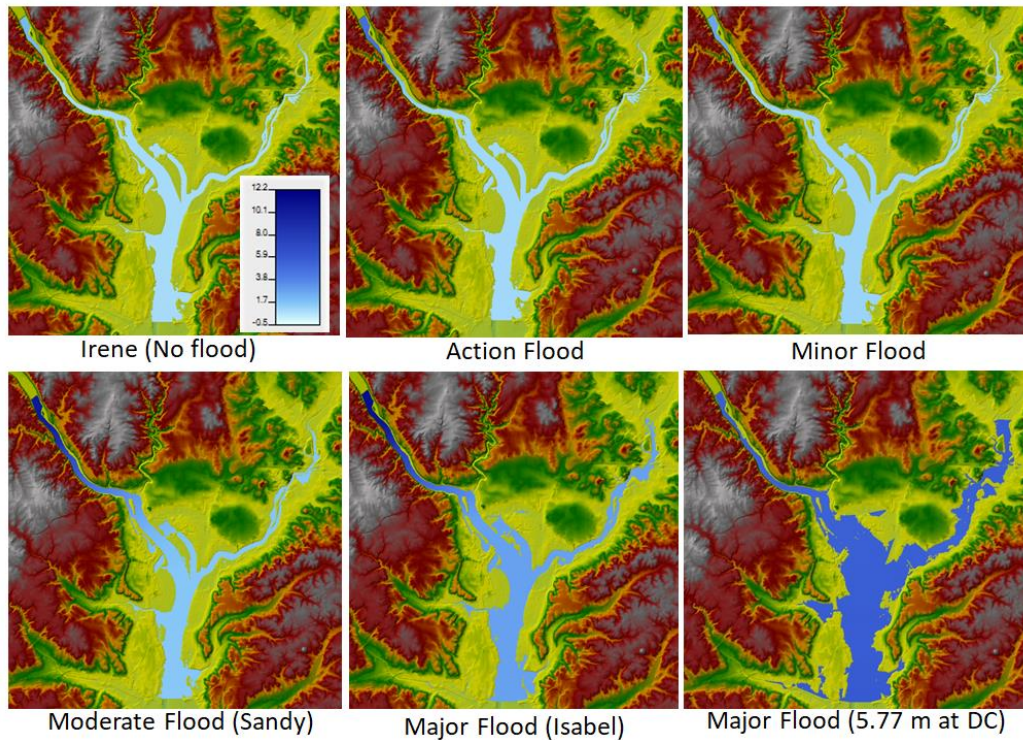 12.2
10.1
8.0
5.9
3.8
1.7
-0.5
Irene (No flood)
Action Flood
Minor Flood
Moderate Flood (Sandy)
Major Flood (Isabel)
Major Flood (5.77 m at DC)